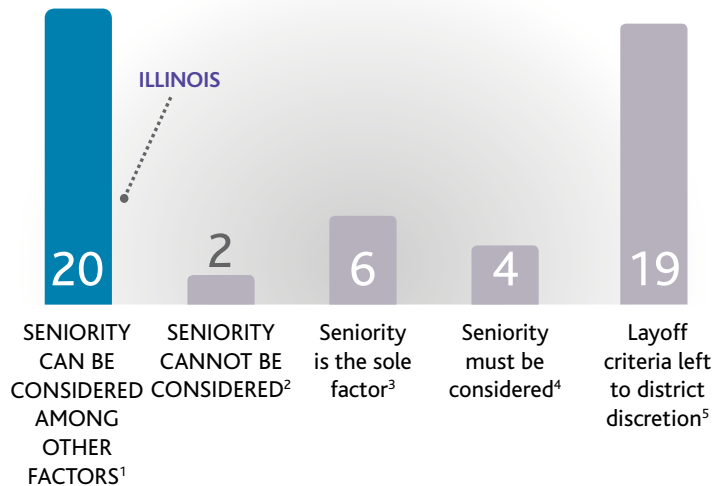 ILLINOIS
20
2
6
4
19
SENIORITY
CAN BE
CONSIDERED
AMONG
OTHER
FACTORS¹
SENIORITY
CANNOT BE
CONSIDERED²
Seniority
is the sole
factor³
Seniority
must be
considered⁴
Layoff
criteria left
to district
discretion⁵